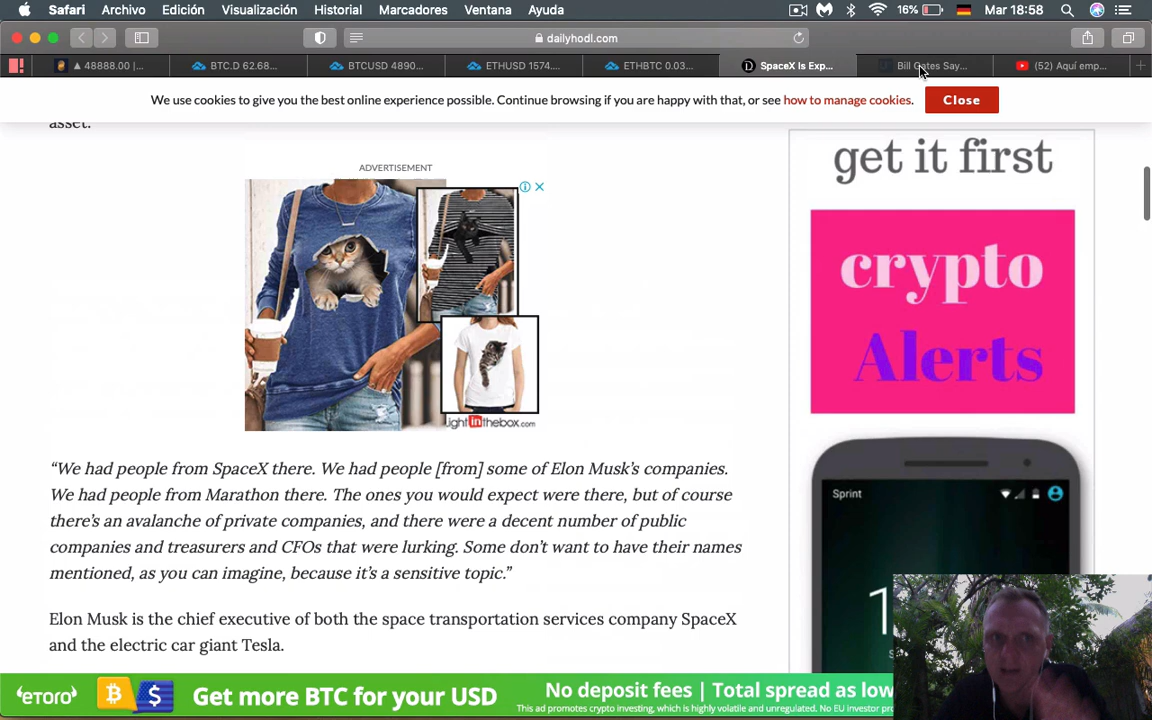 Safari Archivo Edición Visualización Historial Marcadores Ventana Ayuda 16% Mar 18:58
dailyhodl.com
▲ 48888.00 |... BTC.D 62.68... BTCUSD 4890... ETHUSD 1574.... ETHBTC 0.03... SpaceX Is Exp... Bill Gates Say... (52) Aquí emp...
We use cookies to give you the best online experience possible. Continue browsing if you are happy with that, or see how to manage cookies. Close
asset.
ADVERTISEMENT
lightinthebox.com
“We had people from SpaceX there. We had people [from] some of Elon Musk’s companies.
We had people from Marathon there. The ones you would expect were there, but of course
there’s an avalanche of private companies, and there were a decent number of public
companies and treasurers and CFOs that were lurking. Some don’t want to have their names
mentioned, as you can imagine, because it’s a sensitive topic.”
Elon Musk is the chief executive of both the space transportation services company SpaceX
and the electric car giant Tesla.
get it first
crypto
Alerts
Sprint
1
eToro Get more BTC for your USD
No deposit fees | Total spread as low
This ad promotes crypto investing, which is highly volatile and unregulated. No EU investor